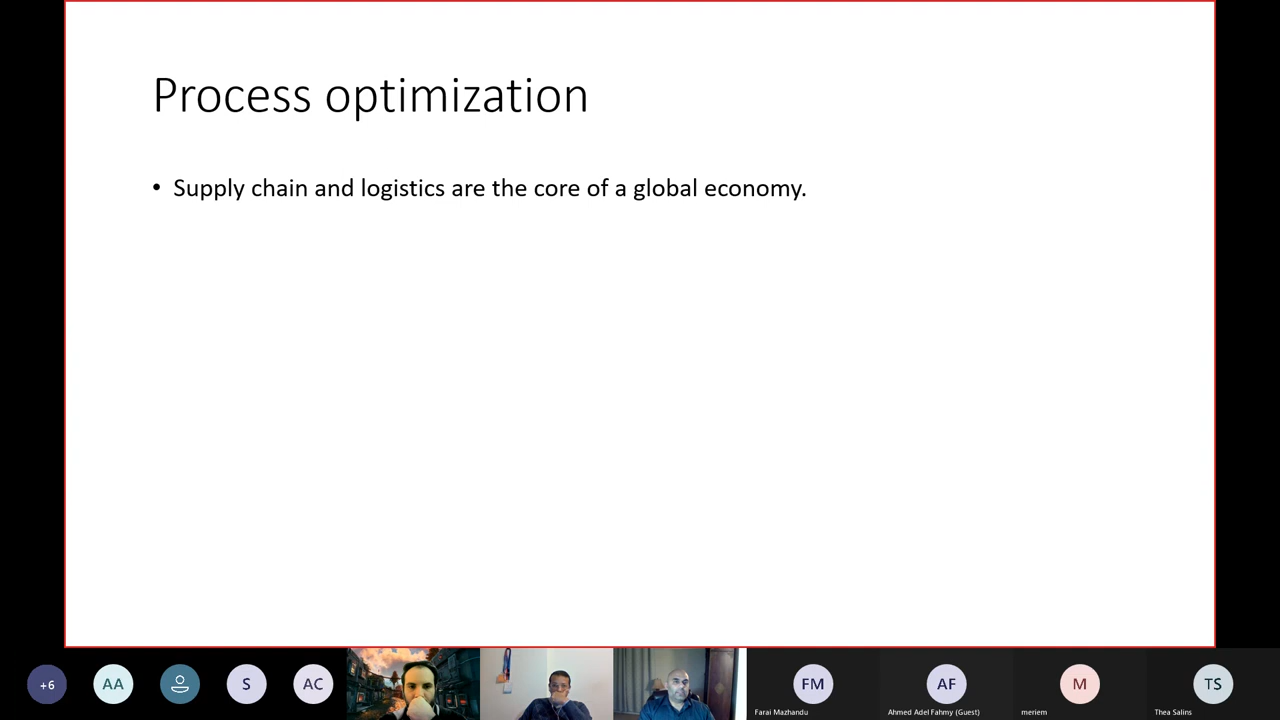 Process optimization
• Supply chain and logistics are the core of a global economy.
+6
AA
S
AC
FM
AF
M
TS
Farai Mazhandu
Ahmed Adel Fahmy (Guest)
meriem
Thea Salins